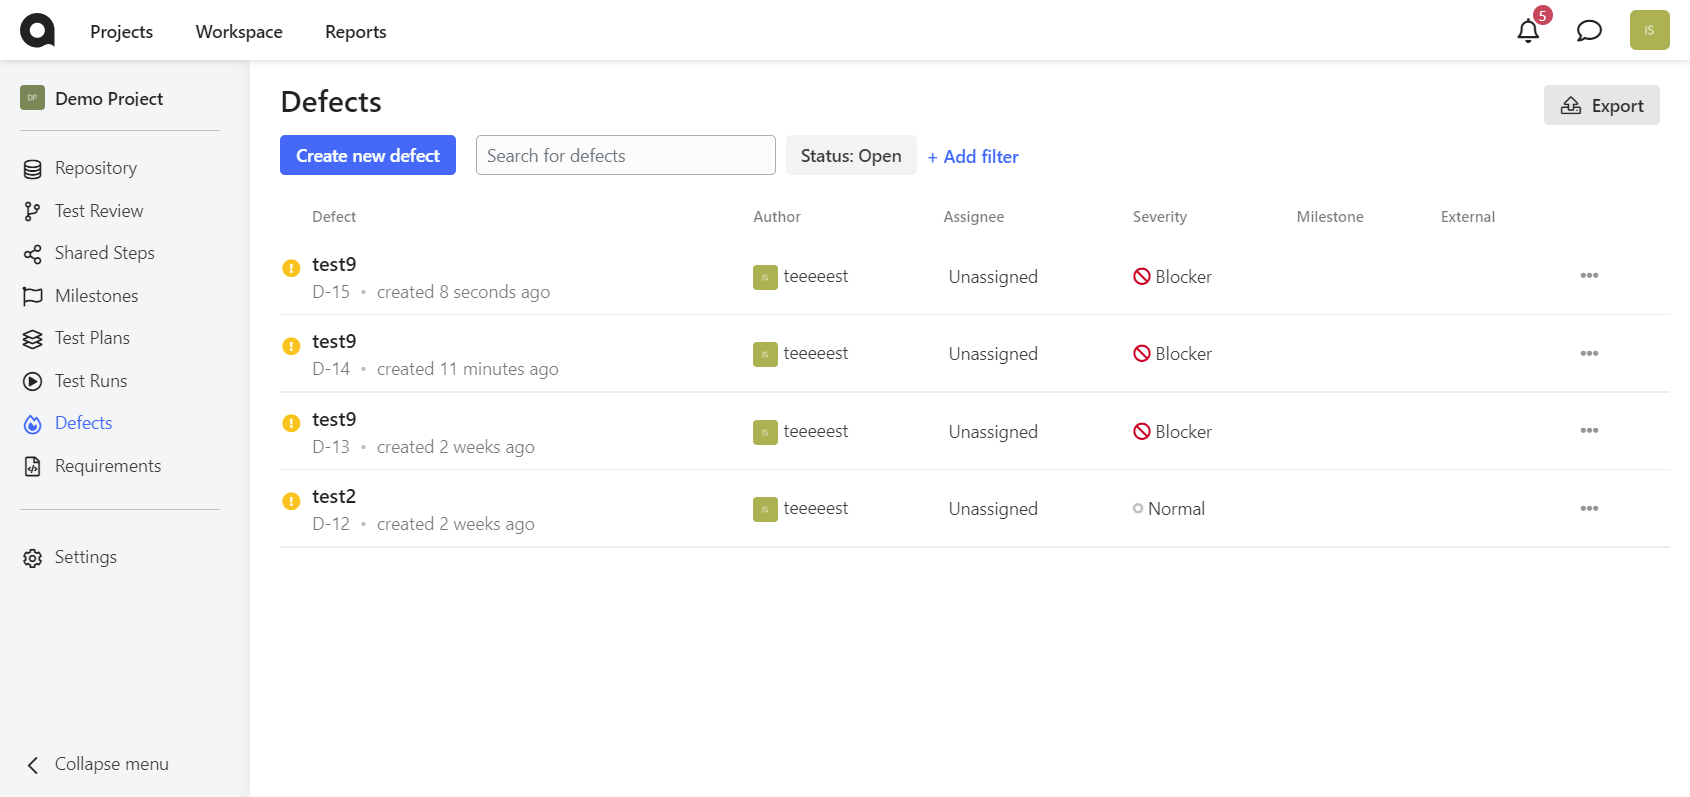 Projects Workspace Reports 5 IS
DP Demo Project
Repository
Test Review
Shared Steps
Milestones
Test Plans
Test Runs
Defects
Requirements
Settings
Collapse menu
Defects
Export
Create new defect Search for defects Status: Open + Add filter
Defect Author Assignee Severity Milestone External
test9
D-15 • created 8 seconds ago
IS teeeeest Unassigned Blocker •••
test9
D-14 • created 11 minutes ago
IS teeeeest Unassigned Blocker •••
test9
D-13 • created 2 weeks ago
IS teeeeest Unassigned Blocker •••
test2
D-12 • created 2 weeks ago
IS teeeeest Unassigned Normal •••